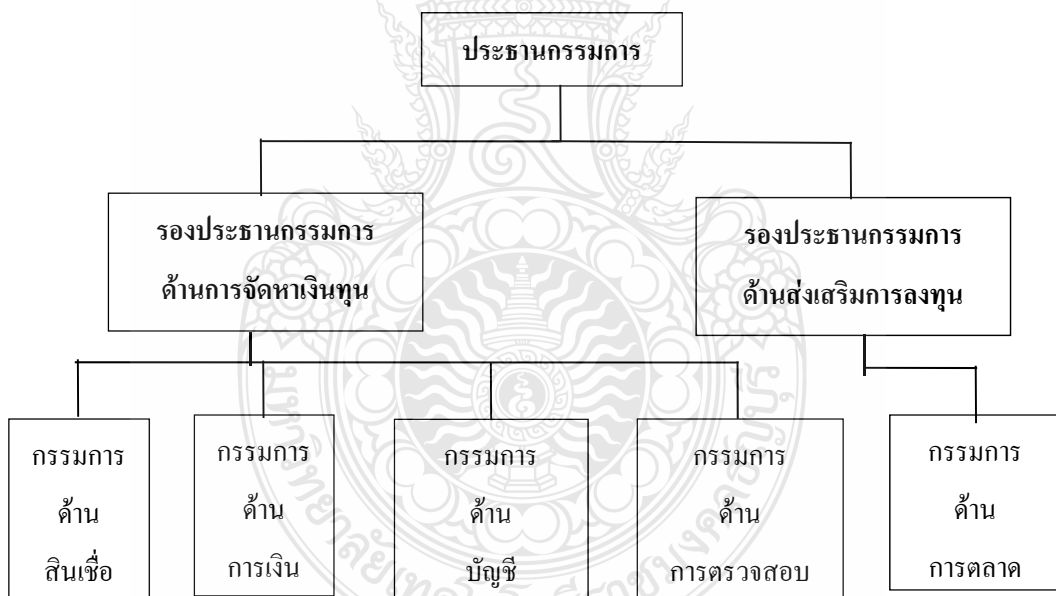 ประธานกรรมการ
รองประธานกรรมการ
ด้านการจัดหาเงินทุน
รองประธานกรรมการ
ด้านส่งเสริมการลงทุน
กรรมการ
ด้าน
สินเชื่อ
กรรมการ
ด้าน
การเงิน
กรรมการ
ด้าน
บัญชี
กรรมการ
ด้าน
การตรวจสอบ
กรรมการ
ด้าน
การตลาด